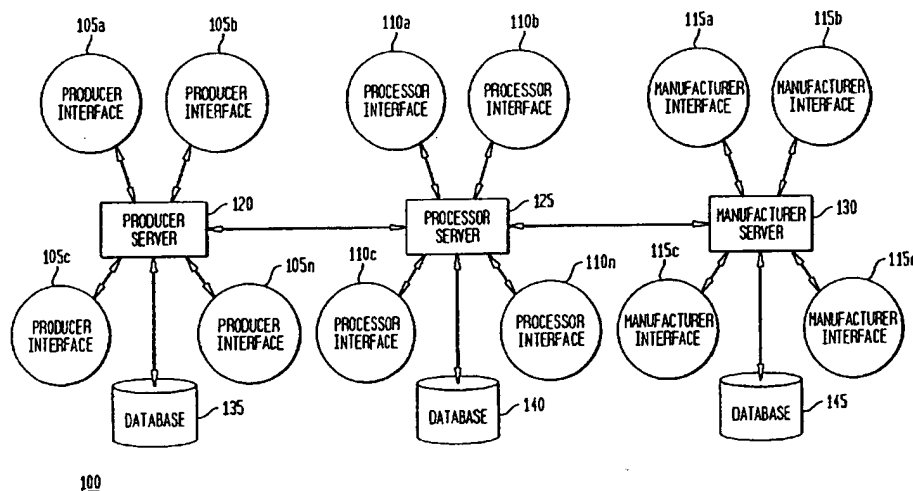 105a
105b
110a
110b
115a
115b
PRODUCER
INTERFACE
PRODUCER
INTERFACE
PROCESSOR
INTERFACE
PROCESSOR
INTERFACE
MANUFACTURER
INTERFACE
MANUFACTURER
INTERFACE
120
125
130
PRODUCER
SERVER
PROCESSOR
SERVER
MANUFACTURER
SERVER
105c
105n
110c
110n
115c
PRODUCER
INTERFACE
PRODUCER
INTERFACE
PROCESSOR
INTERFACE
PROCESSOR
INTERFACE
MANUFACTURER
INTERFACE
MANUFACTURER
INTERFACE
DATABASE
135
DATABASE
140
DATABASE
145
100